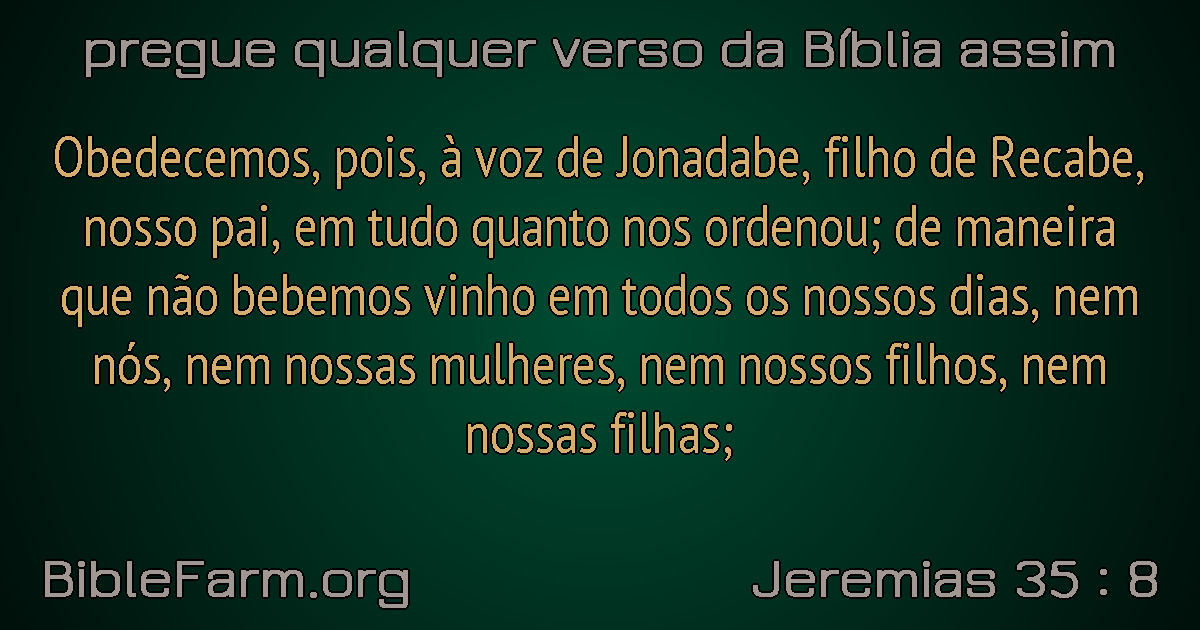 pregue qualquer verso da Bíblia assim
Obedecemos, pois, à voz de Jonadabe, filho de Recabe,
nosso pai, em tudo quanto nos ordenou; de maneira
que não bebemos vinho em todos os nossos dias, nem
nós, nem nossas mulheres, nem nossos filhos, nem
nossas filhas;
BibleFarm.org
Jeremias 35 : 8